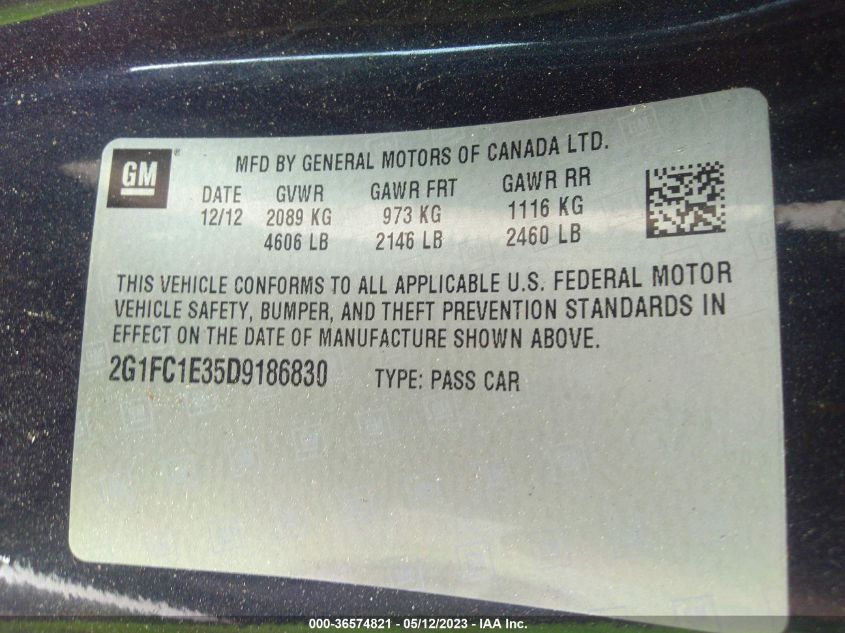 GM®
MFD BY GENERAL MOTORS OF CANADA LTD.
DATE GVWR GAWR FRT GAWR RR
12/12 2089 KG 973 KG 1116 KG
4606 LB 2146 LB 2460 LB
THIS VEHICLE CONFORMS TO ALL APPLICABLE U.S. FEDERAL MOTOR
VEHICLE SAFETY, BUMPER, AND THEFT PREVENTION STANDARDS IN
EFFECT ON THE DATE OF MANUFACTURE SHOWN ABOVE.
2G1FC1E35D9186830 TYPE: PASS CAR
000-36574821 - 05/12/2023 - IAA Inc.